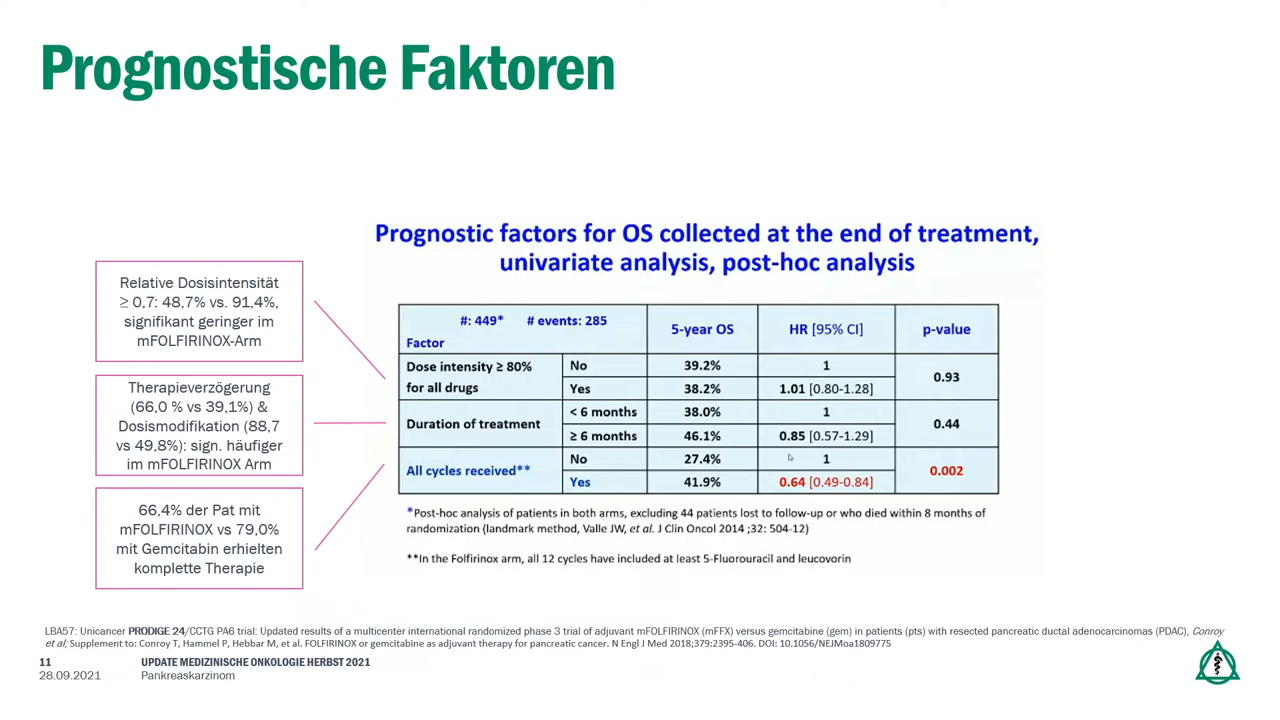 Prognostische Faktoren
Relative Dosisintensität
≥ 0,7: 48,7% vs. 91,4%,
signifikant geringer im
mFOLFIRINOX-Arm
Therapieverzögerung
(66,0 % vs 39,1%) &
Dosismodifikation (88,7
vs 49,8%): sign. häufiger
im mFOLFIRINOX Arm
66,4% der Pat mit
mFOLFIRINOX vs 79,0%
mit Gemcitabin erhielten
komplette Therapie
Prognostic factors for OS collected at the end of treatment,
univariate analysis, post-hoc analysis
#: 449* # events: 285
Factor
5-year OS
HR [95% CI]
p-value
Dose intensity ≥ 80%
for all drugs
No 39.2% 1
Yes 38.2% 1.01 [0.80-1.28]
0.93
Duration of treatment
< 6 months 38.0% 1
≥ 6 months 46.1% 0.85 [0.57-1.29]
0.44
All cycles received**
No 27.4% 1
Yes 41.9% 0.64 [0.49-0.84]
0.002
*Post-hoc analysis of patients in both arms, excluding 44 patients lost to follow-up or who died within 8 months of
randomization (landmark method, Valle JW, et al. J Clin Oncol 2014 ;32: 504-12)
**In the Folfirinox arm, all 12 cycles have included at least 5-Fluorouracil and leucovorin
LBA57: Unicancer PRODIGE 24/CCTG PA6 trial: Updated results of a multicenter international randomized phase 3 trial of adjuvant mFOLFIRINOX (mFFX) versus gemcitabine (gem) in patients (pts) with resected pancreatic ductal adenocarcinomas (PDAC), Conroy
et al; Supplement to: Conroy T, Hammel P, Hebbar M, et al. FOLFIRINOX or gemcitabine as adjuvant therapy for pancreatic cancer. N Engl J Med 2018;379:2395-406. DOI: 10.1056/NEJMoa1809775
11 UPDATE MEDIZINISCHE ONKOLOGIE HERBST 2021
28.09.2021 Pankreaskarzinom